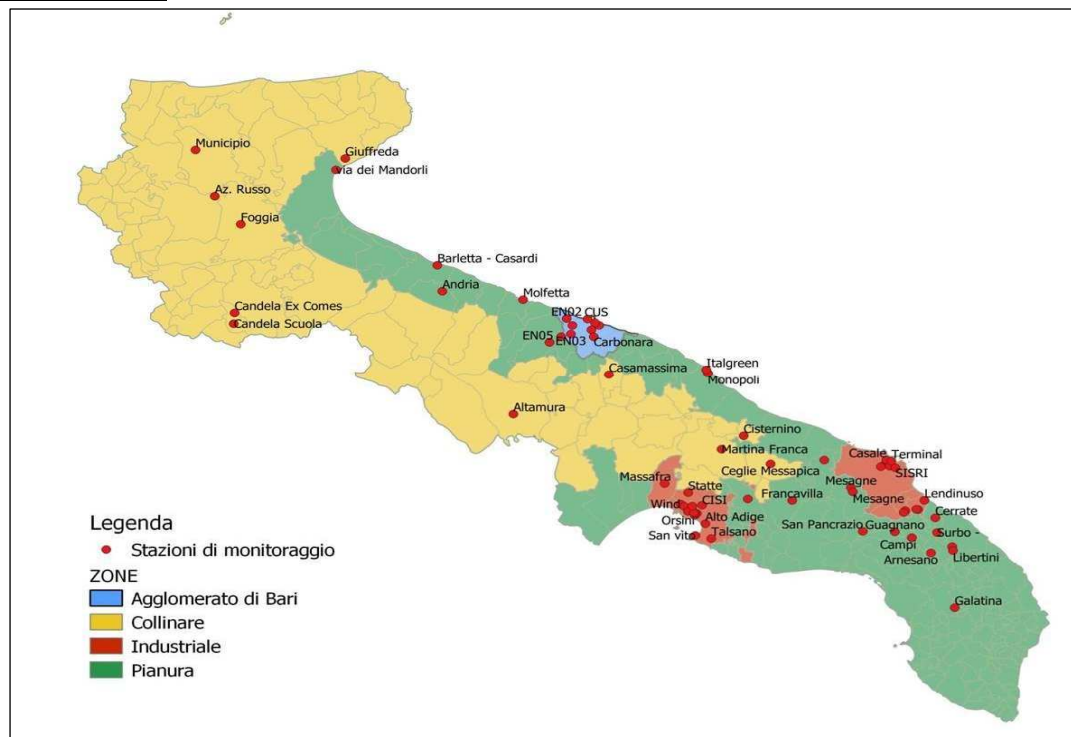 Municipio
Giuffreda
via dei Mandorli
Az. Russo
Foggia
Barletta - Casardi
Andria
Molfetta
Candela Ex Comes
Candela Scuola
EN02 CUS
EN05 EN03 Carbonara
Casamassima
Italgreen
Monopoli
Altamura
Cisternino
Martina Franca
Casale Terminal
Ceglie Messapica
SISRI
Massafra
Statte
Mesagne
Mesagne
Francavilla
Lendinuso
Wind
CISI
Cerrate
Orsini
Alto Adige
San Pancrazio
Guagnano
Surbo -
San vito
Talsano
Campi
Arnesano
Libertini
Galatina
Legenda
Stazioni di monitoraggio
ZONE
Agglomerato di Bari
Collinare
Industriale
Pianura